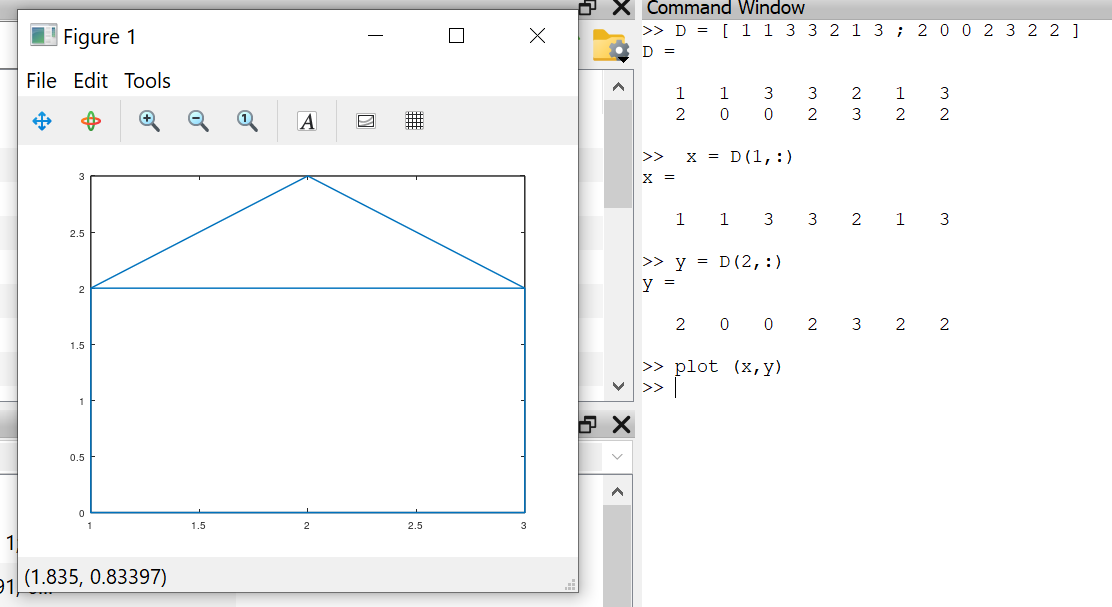 Figure 1
File Edit Tools
A
3
2.5
2
1.5
1
0.5
0
1 1.5 2 2.5 3
(1.835, 0.83397)
Command Window
>> D = [ 1 1 3 3 2 1 3 ; 2 0 0 2 3 2 2 ]
D =
1 1 3 3 2 1 3
2 0 0 2 3 2 2
>> x = D(1,:)
x =
1 1 3 3 2 1 3
>> y = D(2,:)
y =
2 0 0 2 3 2 2
>> plot (x,y)
>>